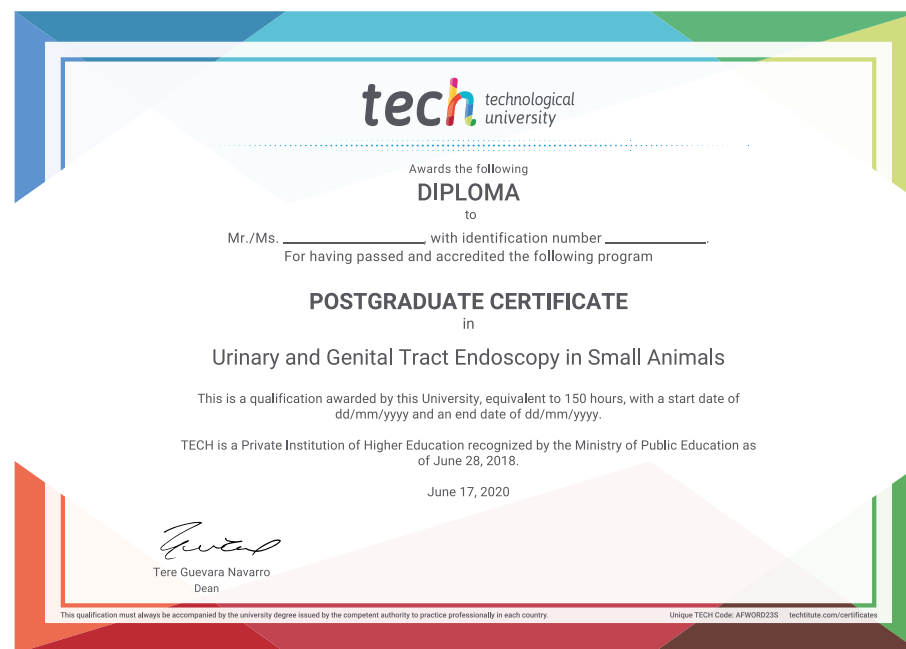 tech technological
university
Awards the following
DIPLOMA
to
Mr./Ms. ____________________, with identification number ______________.
For having passed and accredited the following program
POSTGRADUATE CERTIFICATE
in
Urinary and Genital Tract Endoscopy in Small Animals
This is a qualification awarded by this University, equivalent to 150 hours, with a start date of
dd/mm/yyyy and an end date of dd/mm/yyyy.
TECH is a Private Institution of Higher Education recognized by the Ministry of Public Education as
of June 28, 2018.
June 17, 2020
Tere Guevara Navarro
Dean
This qualification must always be accompanied by the university degree issued by the competent authority to practice professionally in each country.
Unique TECH Code: AFWORD23S techtitute.com/certificates